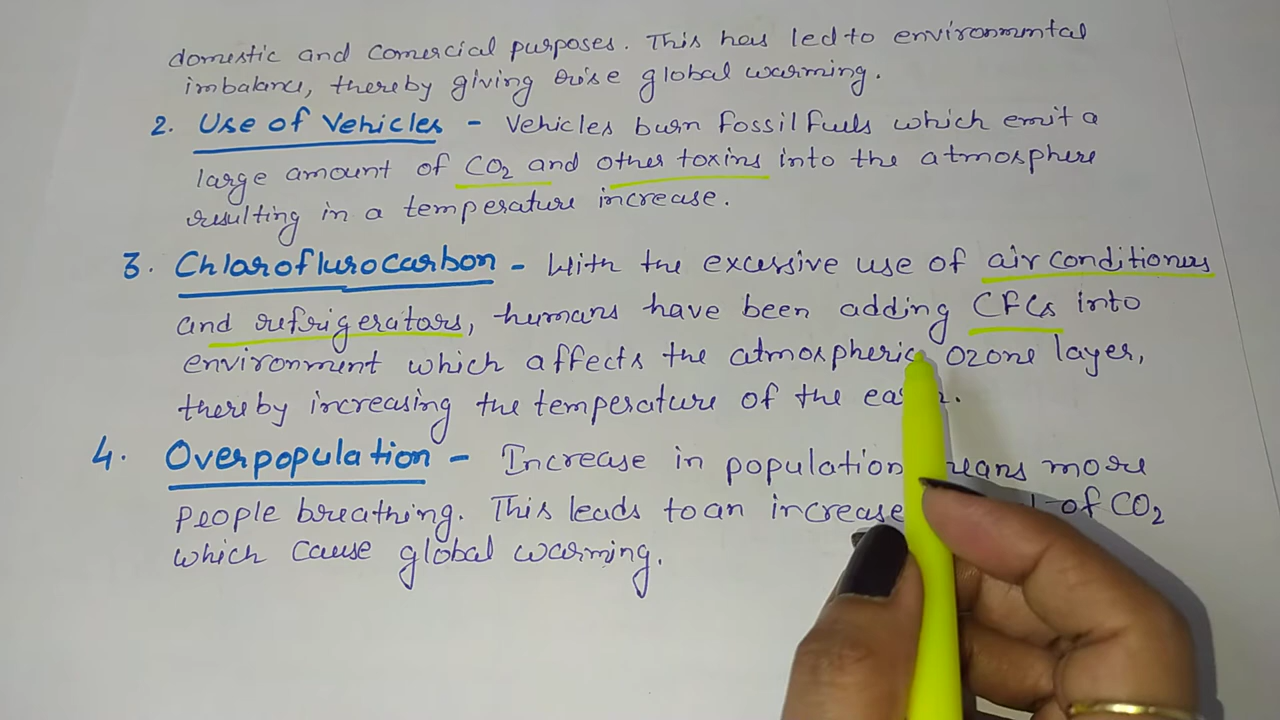 domestic and comercial purposes. This has led to environmental
imbalance, thereby giving rise global warming.
2. Use of Vehicles - Vehicles burn fossil fuels which emit a
large amount of CO2 and other toxins into the atmosphere
resulting in a temperature increase.
3. Chloroflurocarbon - With the excessive use of air conditioners
and refrigerators, humans have been adding CFCs into
environment which affects the atmospheric ozone layer,
thereby increasing the temperature of the
4. Overpopulation - Increase in population more
people breathing. This leads to an increase of CO2
which cause global warming.